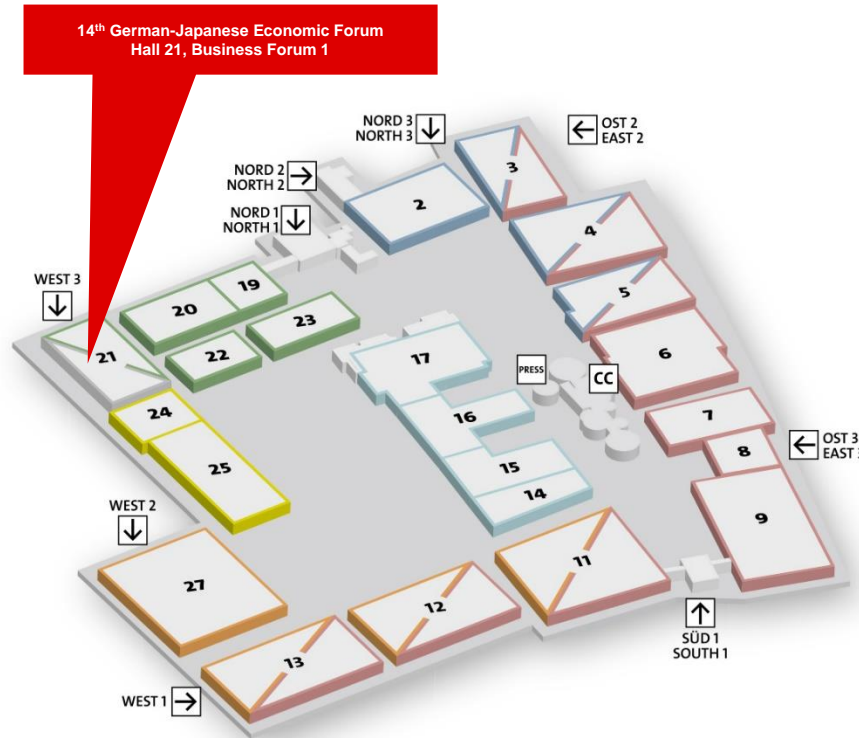 14th German-Japanese Economic Forum
Hall 21, Business Forum 1
NORD 3
NORTH 3
OST 2
EAST 2
3
NORD 2
NORTH 2
2
NORD 1
NORTH 1
4
WEST 3
19
20
5
23
21
22
17
6
PRESS
CC
24
16
7
25
8
OST 3
EAST 3
15
14
9
WEST 2
27
11
12
SÜD 1
SOUTH 1
13
WEST 1